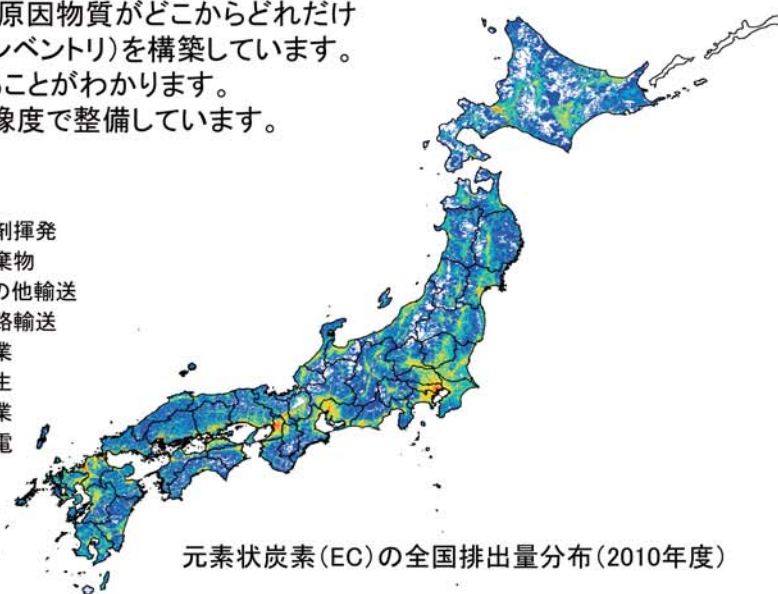 原因物質がどこからどれだけ
ンベントリ)を構築しています。
ことがわかります。
像度で整備しています。
剤揮発
棄物
の他輸送
路輸送
業
生
業
電
元素状炭素(EC)の全国排出量分布(2010年度)